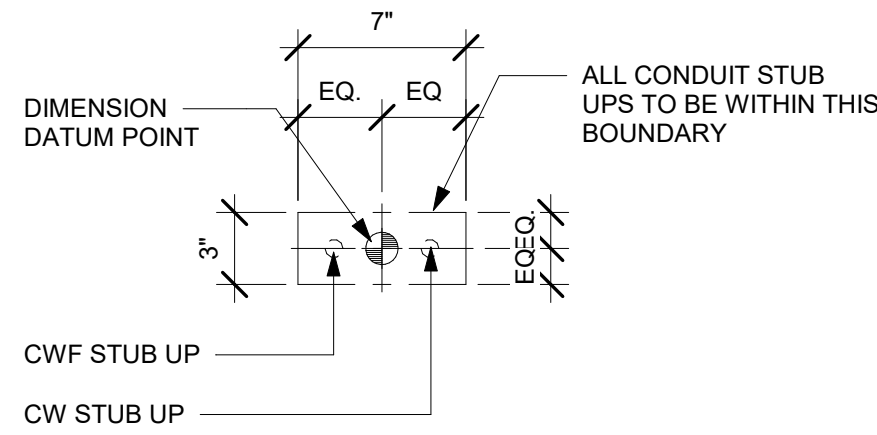 7"
EQ. EQ
DIMENSION
DATUM POINT
ALL CONDUIT STUB
UPS TO BE WITHIN THIS
BOUNDARY
3"
EQ.
EQ
CWF STUB UP
CW STUB UP